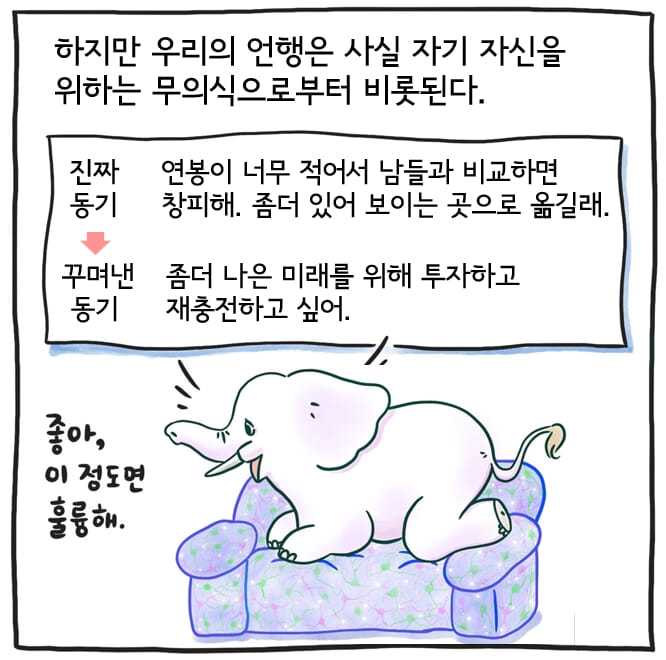 하지만 우리의 언행은 사실 자기 자신을
위하는 무의식으로부터 비롯된다.
진짜 동기
연봉이 너무 적어서 남들과 비교하면
창피해. 좀더 있어 보이는 곳으로 옮길래.
꾸며낸 동기
좀더 나은 미래를 위해 투자하고
재충전하고 싶어.
좋아,
이 정도면
훌륭해.